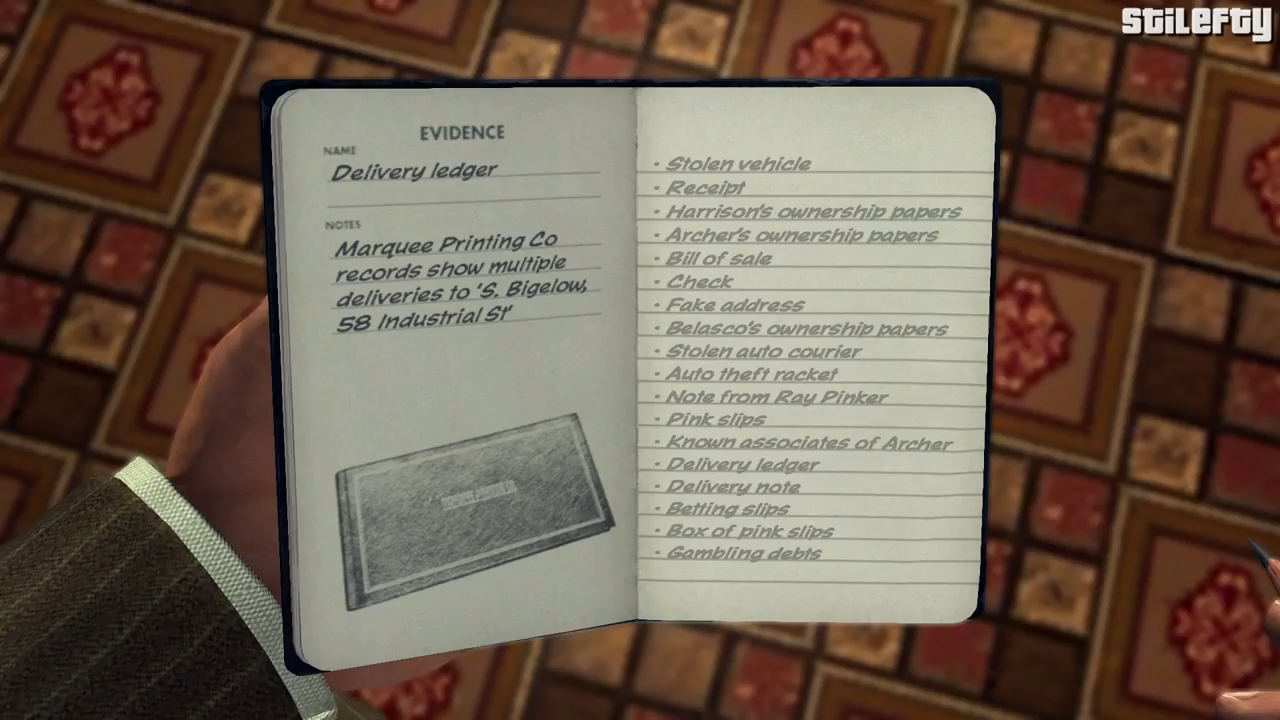 STILEFTY
EVIDENCE
NAME
Delivery ledger
NOTES
Marquee Printing Co
records show multiple
deliveries to 'S. Bigelow,
58 Industrial St'
• Stolen vehicle
• Receipt
• Harrison's ownership papers
• Archer's ownership papers
• Bill of sale
• Check
• Fake address
• Belasco's ownership papers
• Stolen auto courier
• Auto theft racket
• Note from Ray Pinker
• Pink slips
• Known associates of Archer
• Delivery ledger
• Delivery note
• Betting slips
• Box of pink slips
• Gambling debts